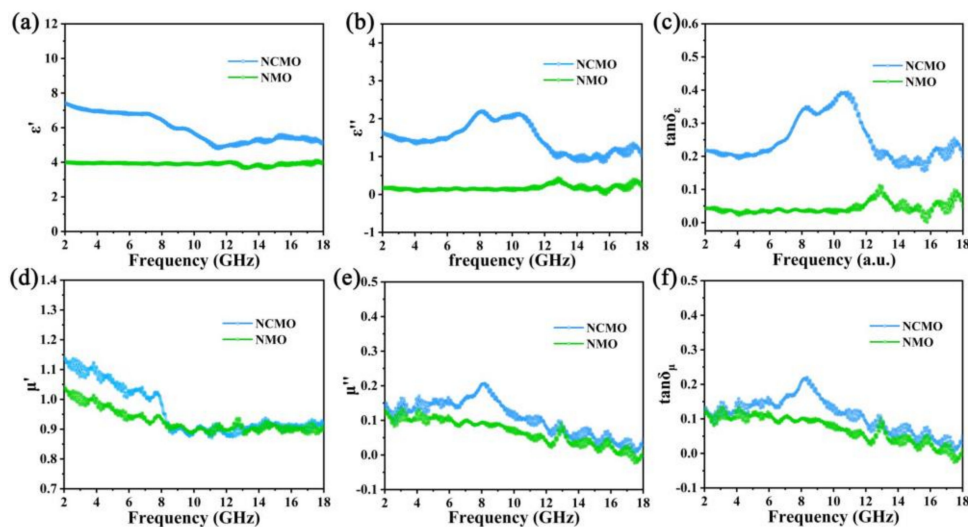 (a)
12
10
8
6
4
2
0
ε'
NCMO
NMO
2 4 6 8 10 12 14 16 18
Frequency (GHz)
(b)
4
3
2
1
0
-1
ε''
NCMO
NMO
2 4 6 8 10 12 14 16 18
frequency (GHz)
(c)
0.6
0.5
0.4
0.3
0.2
0.1
0.0
tanδε
NCMO
NMO
2 4 6 8 10 12 14 16 18
Frequency (a.u.)
(d)
1.4
1.3
1.2
1.1
1.0
0.9
0.8
0.7
μ'
NCMO
NMO
2 4 6 8 10 12 14 16 18
Frequency (GHz)
(e)
0.5
0.4
0.3
0.2
0.1
0.0
-0.1
μ''
NCMO
NMO
2 4 6 8 10 12 14 16 18
Frequency (GHz)
(f)
0.5
0.4
0.3
0.2
0.1
0.0
-0.1
tanδμ
NCMO
NMO
2 4 6 8 10 12 14 16 18
Frequency (GHz)